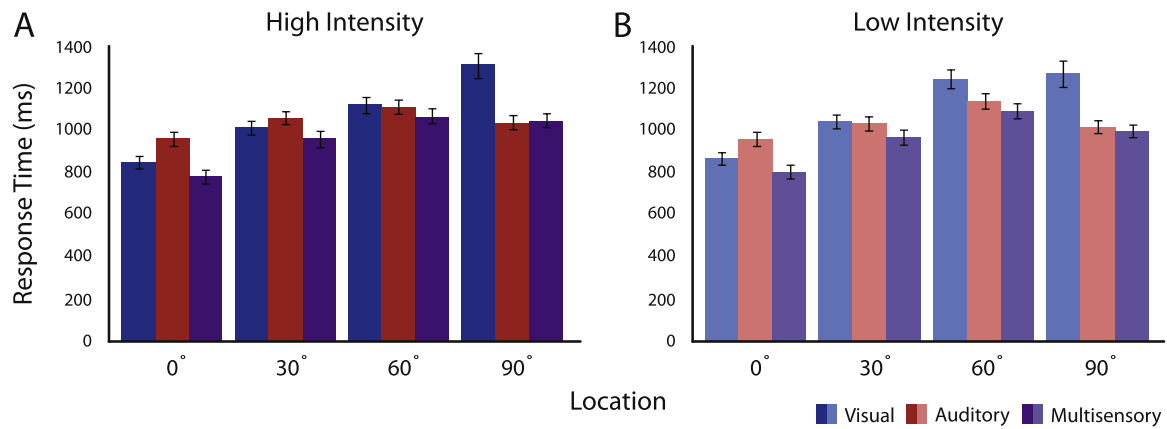 A High Intensity
Response Time (ms)
1400
1200
1000
800
600
400
200
0
0° 30° 60° 90°
B Low Intensity
1400
1200
1000
800
600
400
200
0
0° 30° 60° 90°
Location
Visual Auditory Multisensory